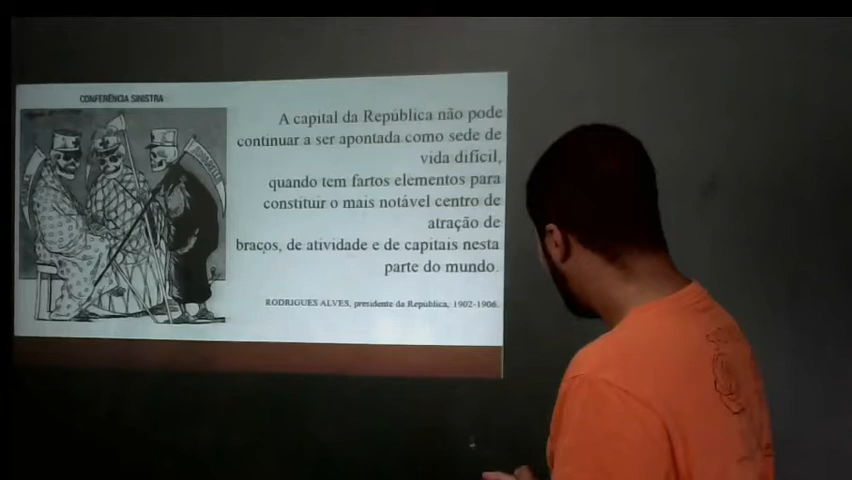 CONFERÊNCIA SINISTRA
A capital da República não pode
continuar a ser apontada como sede de
vida difícil,
quando tem fartos elementos para
constituir o mais notável centro de
atração de
braços, de atividade e de capitais nesta
parte do mundo.
RODRIGUES ALVES, presidente da República, 1902-1906.